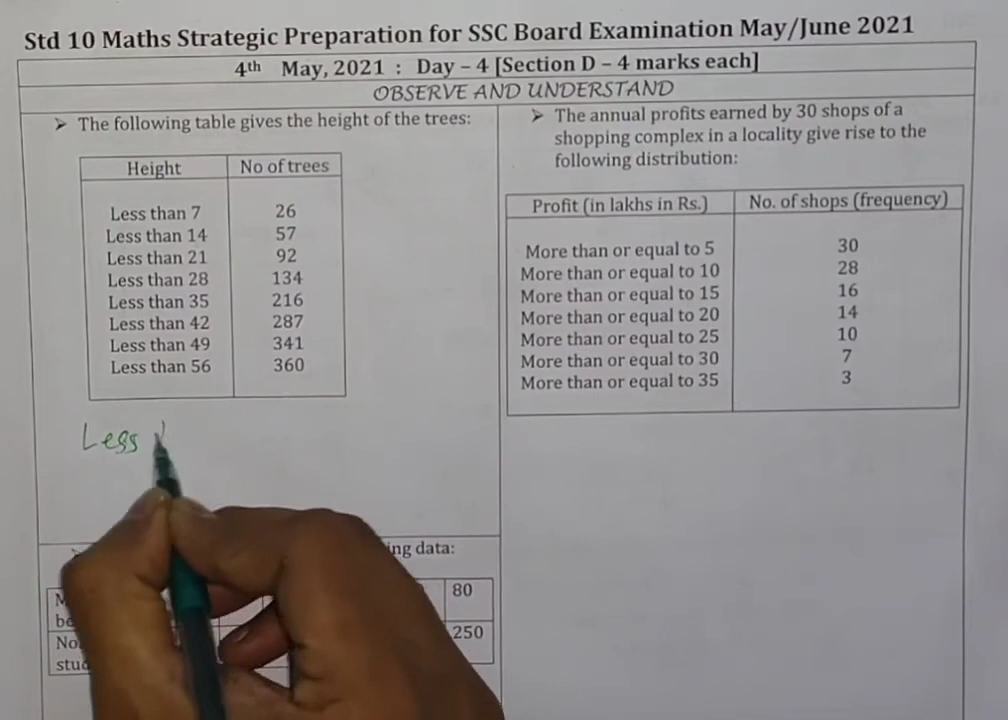 Std 10 Maths Strategic Preparation for SSC Board Examination May/June 2021
4th May, 2021 : Day – 4 [Section D – 4 marks each]
OBSERVE AND UNDERSTAND
➢ The following table gives the height of the trees:
Height No of trees
Less than 7 26
Less than 14 57
Less than 21 92
Less than 28 134
Less than 35 216
Less than 42 287
Less than 49 341
Less than 56 360
Less
➢ The annual profits earned by 30 shops of a
shopping complex in a locality give rise to the
following distribution:
Profit (in lakhs in Rs.) No. of shops (frequency)
More than or equal to 5 30
More than or equal to 10 28
More than or equal to 15 16
More than or equal to 20 14
More than or equal to 25 10
More than or equal to 30 7
More than or equal to 35 3
data:
80
250